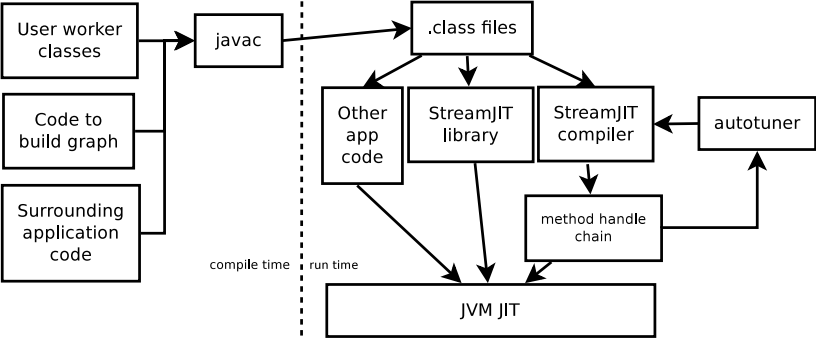 User worker
classes
javac
.class files
Code to
build graph
Other
app
code
StreamJIT
library
StreamJIT
compiler
autotuner
Surrounding
application
code
method handle
chain
compile time
run time
JVM JIT